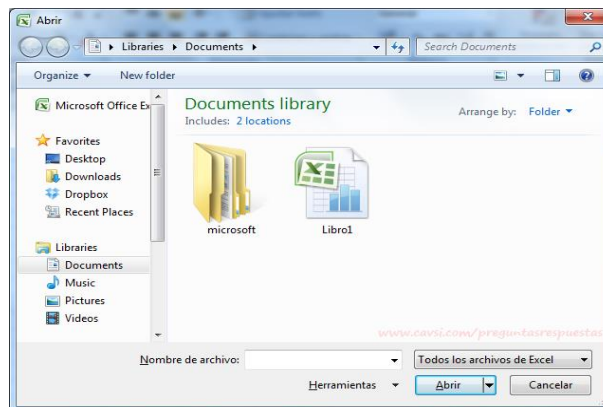 Abrir
Libraries Documents
Search Documents
Organize New folder
Microsoft Office Ex
Documents library
Includes: 2 locations
Arrange by: Folder
Favorites
Desktop
Downloads
Dropbox
Recent Places
microsoft
Libro1
Libraries
Documents
Music
Pictures
Videos
www.cavsi.com/preguntasrespuestas
Nombre de archivo:
Todos los archivos de Excel
Herramientas
Abrir
Cancelar